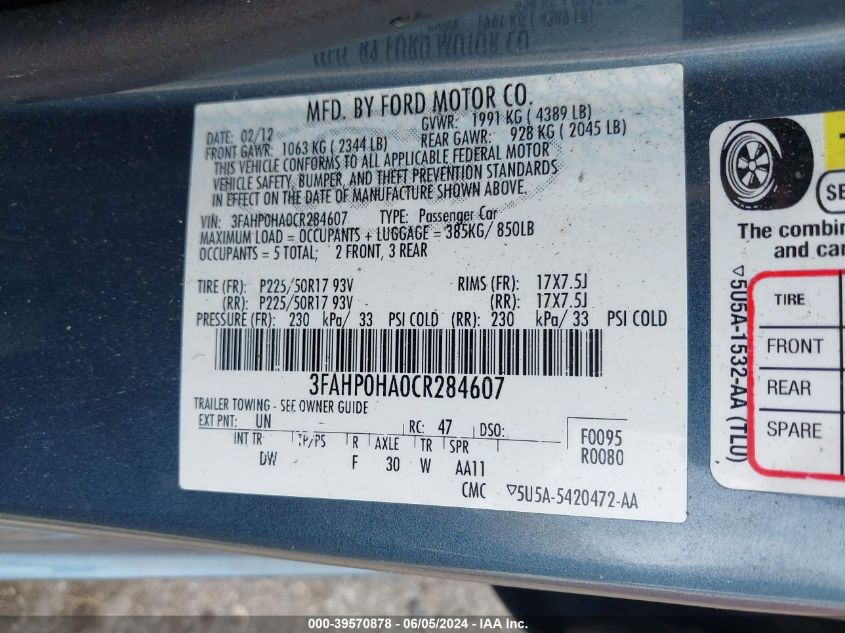 MFD. BY FORD MOTOR CO.
DATE: 02/12 GVWR: 1991 KG ( 4389 LB)
FRONT GAWR: 1063 KG ( 2344 LB) REAR GAWR: 928 KG ( 2045 LB)
THIS VEHICLE CONFORMS TO ALL APPLICABLE FEDERAL MOTOR
VEHICLE SAFETY, BUMPER, AND THEFT PREVENTION STANDARDS
IN EFFECT ON THE DATE OF MANUFACTURE SHOWN ABOVE.
VIN: 3FAHP0HA0CR284607 TYPE: Passenger Car
MAXIMUM LOAD = OCCUPANTS + LUGGAGE = 385KG/ 850LB
OCCUPANTS = 5 TOTAL; 2 FRONT, 3 REAR
TIRE (FR): P225/50R17 93V RIMS (FR): 17X7.5J
(RR): P225/50R17 93V (RR): 17X7.5J
PRESSURE (FR): 230 kPa/ 33 PSI COLD (RR): 230 kPa/ 33 PSI COLD
3FAHP0HA0CR284607
TRAILER TOWING - SEE OWNER GUIDE
EXT PNT: UN RC: 47 DSO:
INT TR TP/PS R AXLE TR SPR
DW F 30 W AA11
F0095
R0080
CMC ▽5U5A-5420472-AA
▽5U5A-1532-AA (TLU)
The combin
and car
TIRE
FRONT
REAR
SPARE
000-39570878 - 06/05/2024 - IAA Inc.